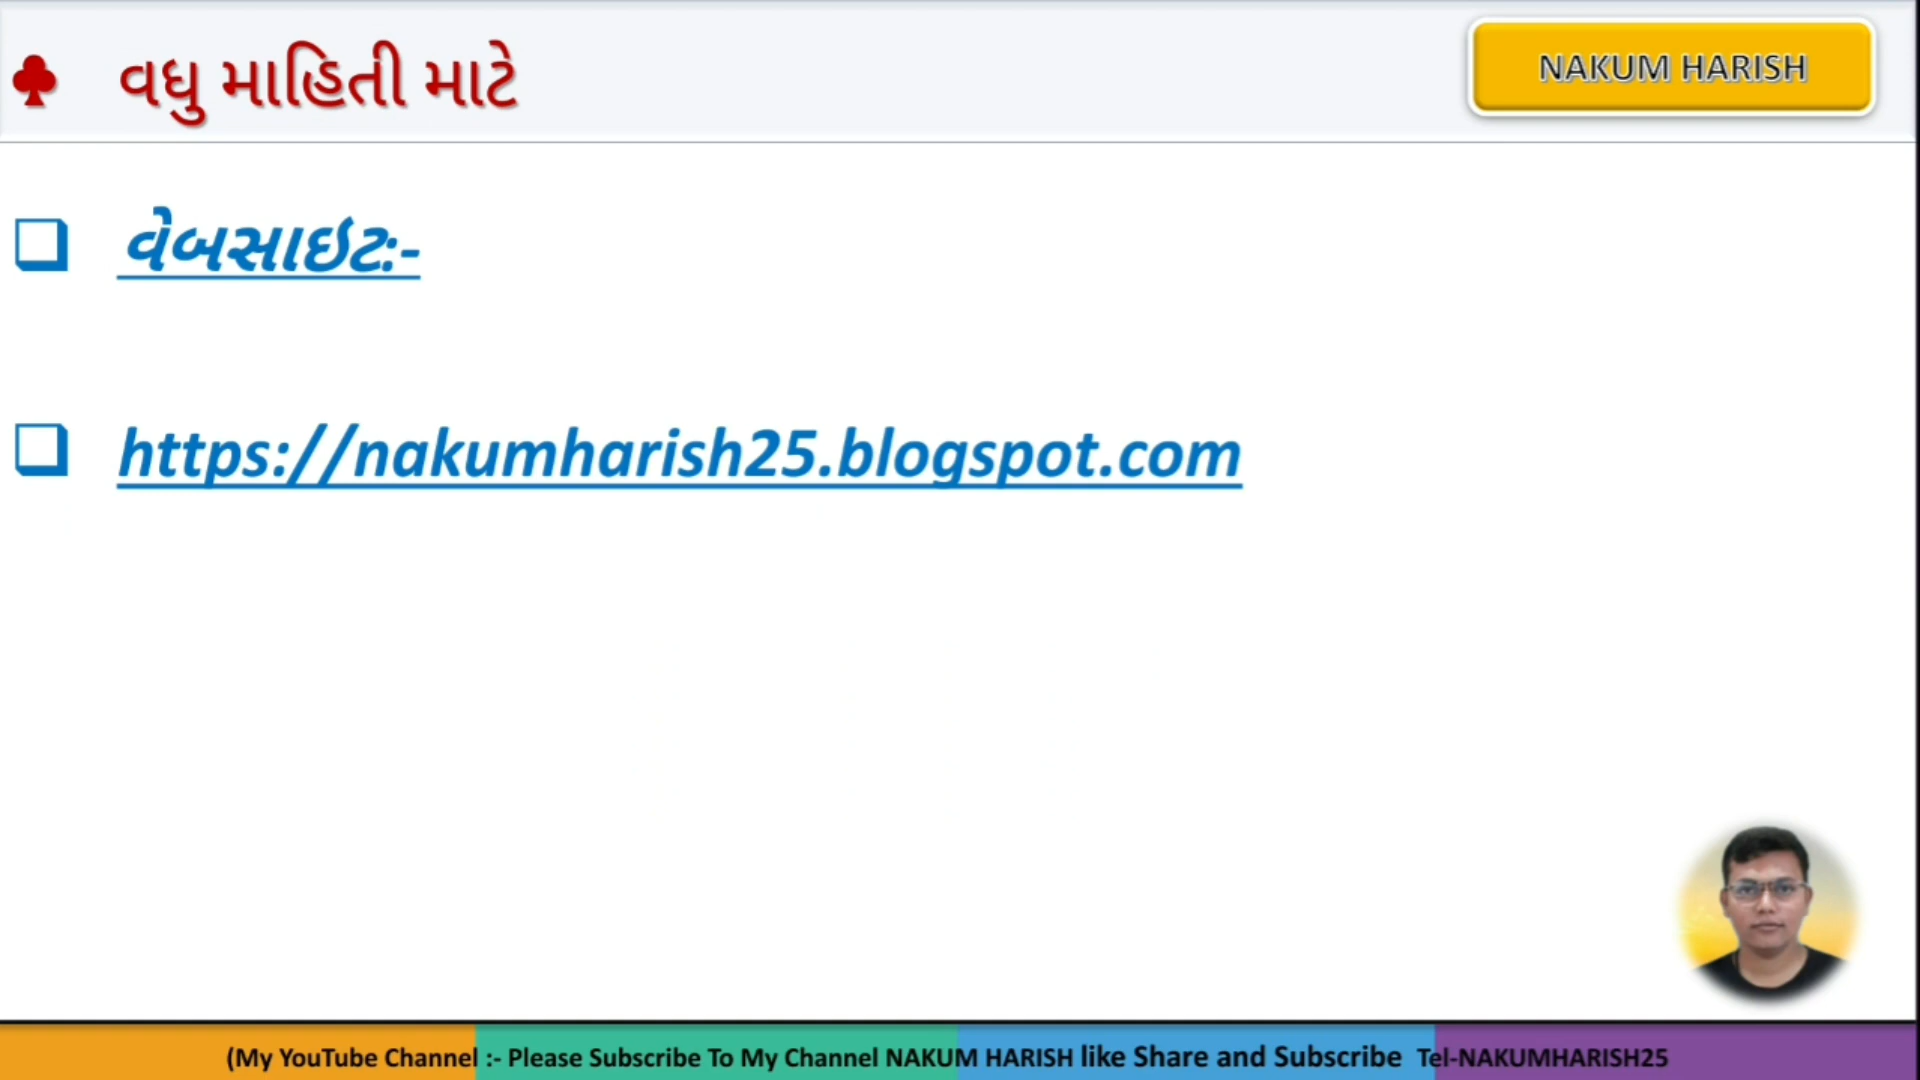 ♣ વધુ માહિતી માટે
NAKUM HARISH
❑ વેબસાઇટ:-
❑ https://nakumharish25.blogspot.com
(My YouTube Channel :- Please Subscribe To My Channel NAKUM HARISH like Share and Subscribe Tel-NAKUMHARISH25